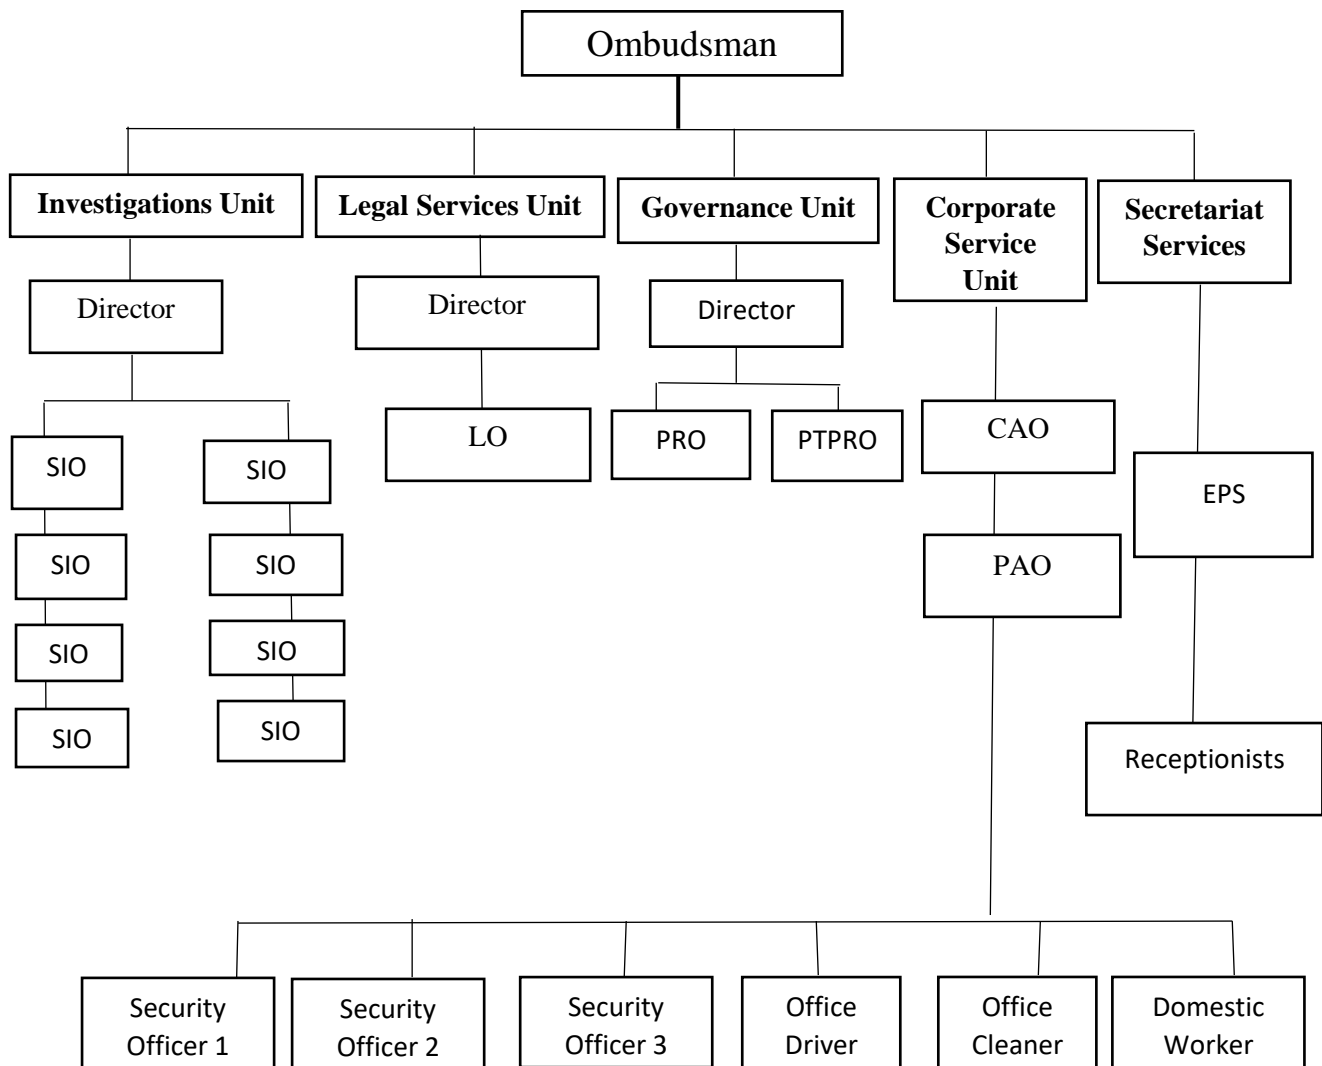 Ombudsman
Investigations Unit
Legal Services Unit
Governance Unit
Corporate
Service
Unit
Secretariat
Services
Director
Director
Director
LO
PRO
PTPRO
CAO
SIO
SIO
EPS
SIO
SIO
PAO
SIO
SIO
SIO
SIO
Receptionists
Security
Officer 1
Security
Officer 2
Security
Officer 3
Office
Driver
Office
Cleaner
Domestic
Worker